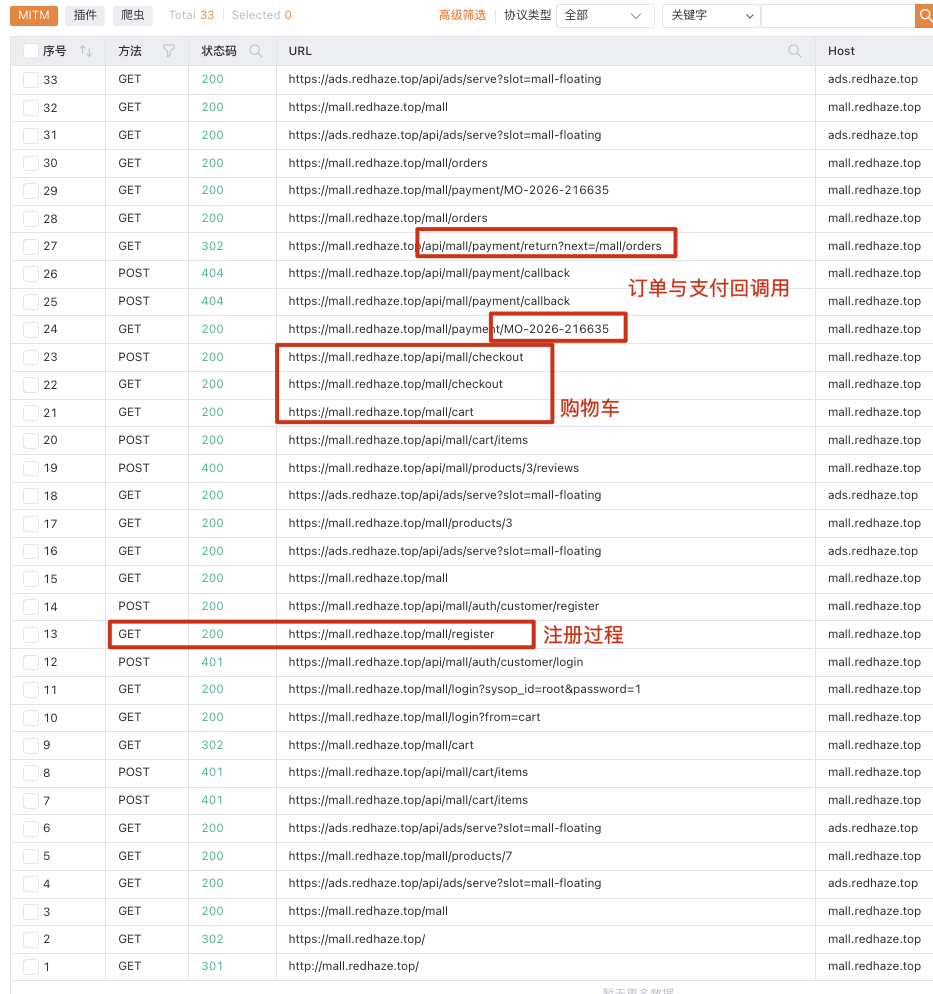 MITM 插件 爬虫 Total 33 Selected 0 高级筛选 协议类型 全部 关键字
序号 方法 状态码 URL Host
33 GET 200 https://ads.redhaze.top/api/ads/serve?slot=mall-floating ads.redhaze.top
32 GET 200 https://mall.redhaze.top/mall mall.redhaze.top
31 GET 200 https://ads.redhaze.top/api/ads/serve?slot=mall-floating ads.redhaze.top
30 GET 200 https://mall.redhaze.top/mall/orders mall.redhaze.top
29 GET 200 https://mall.redhaze.top/mall/payment/MO-2026-216635 mall.redhaze.top
28 GET 200 https://mall.redhaze.top/mall/orders mall.redhaze.top
27 GET 302 https://mall.redhaze.top/api/mall/payment/return?next=/mall/orders mall.redhaze.top
26 POST 404 https://mall.redhaze.top/api/mall/payment/callback mall.redhaze.top
订单与支付回调用
25 POST 404 https://mall.redhaze.top/api/mall/payment/callback mall.redhaze.top
24 GET 200 https://mall.redhaze.top/mall/payment/MO-2026-216635 mall.redhaze.top
23 POST 200 https://mall.redhaze.top/api/mall/checkout mall.redhaze.top
22 GET 200 https://mall.redhaze.top/mall/checkout mall.redhaze.top
21 GET 200 https://mall.redhaze.top/mall/cart 购物车 mall.redhaze.top
20 POST 200 https://mall.redhaze.top/api/mall/cart/items mall.redhaze.top
19 POST 400 https://mall.redhaze.top/api/mall/products/3/reviews mall.redhaze.top
18 GET 200 https://ads.redhaze.top/api/ads/serve?slot=mall-floating ads.redhaze.top
17 GET 200 https://mall.redhaze.top/mall/products/3 mall.redhaze.top
16 GET 200 https://ads.redhaze.top/api/ads/serve?slot=mall-floating ads.redhaze.top
15 GET 200 https://mall.redhaze.top/mall mall.redhaze.top
14 POST 200 https://mall.redhaze.top/api/mall/auth/customer/register mall.redhaze.top
13 GET 200 https://mall.redhaze.top/mall/register 注册过程 mall.redhaze.top
12 POST 401 https://mall.redhaze.top/api/mall/auth/customer/login mall.redhaze.top
11 GET 200 https://mall.redhaze.top/mall/login?sysop_id=root&password=1 mall.redhaze.top
10 GET 200 https://mall.redhaze.top/mall/login?from=cart mall.redhaze.top
9 GET 302 https://mall.redhaze.top/mall/cart mall.redhaze.top
8 POST 401 https://mall.redhaze.top/api/mall/cart/items mall.redhaze.top
7 POST 401 https://mall.redhaze.top/api/mall/cart/items mall.redhaze.top
6 GET 200 https://ads.redhaze.top/api/ads/serve?slot=mall-floating ads.redhaze.top
5 GET 200 https://mall.redhaze.top/mall/products/7 mall.redhaze.top
4 GET 200 https://ads.redhaze.top/api/ads/serve?slot=mall-floating ads.redhaze.top
3 GET 200 https://mall.redhaze.top/mall mall.redhaze.top
2 GET 302 https://mall.redhaze.top/ mall.redhaze.top
1 GET 301 http://mall.redhaze.top/ mall.redhaze.top
暂无更多数据